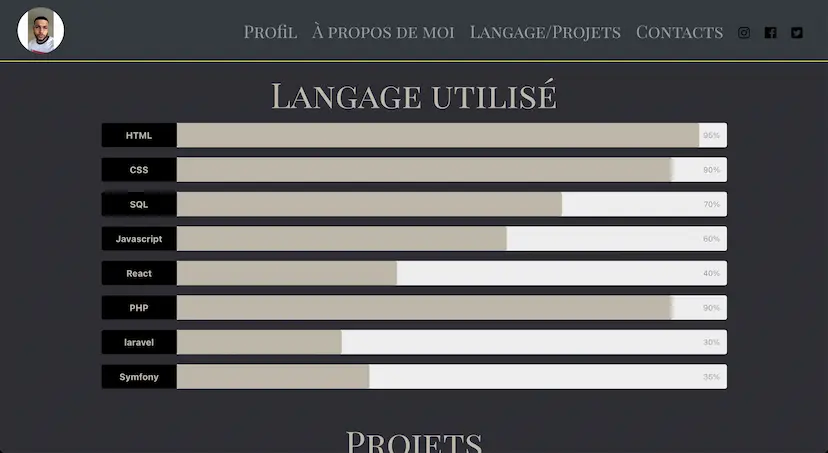 Profil À propos de moi Langage/Projets Contacts
Langage utilisé
HTML 95%
CSS 90%
SQL 70%
Javascript 60%
React 40%
PHP 90%
laravel 30%
Symfony 35%
Projets